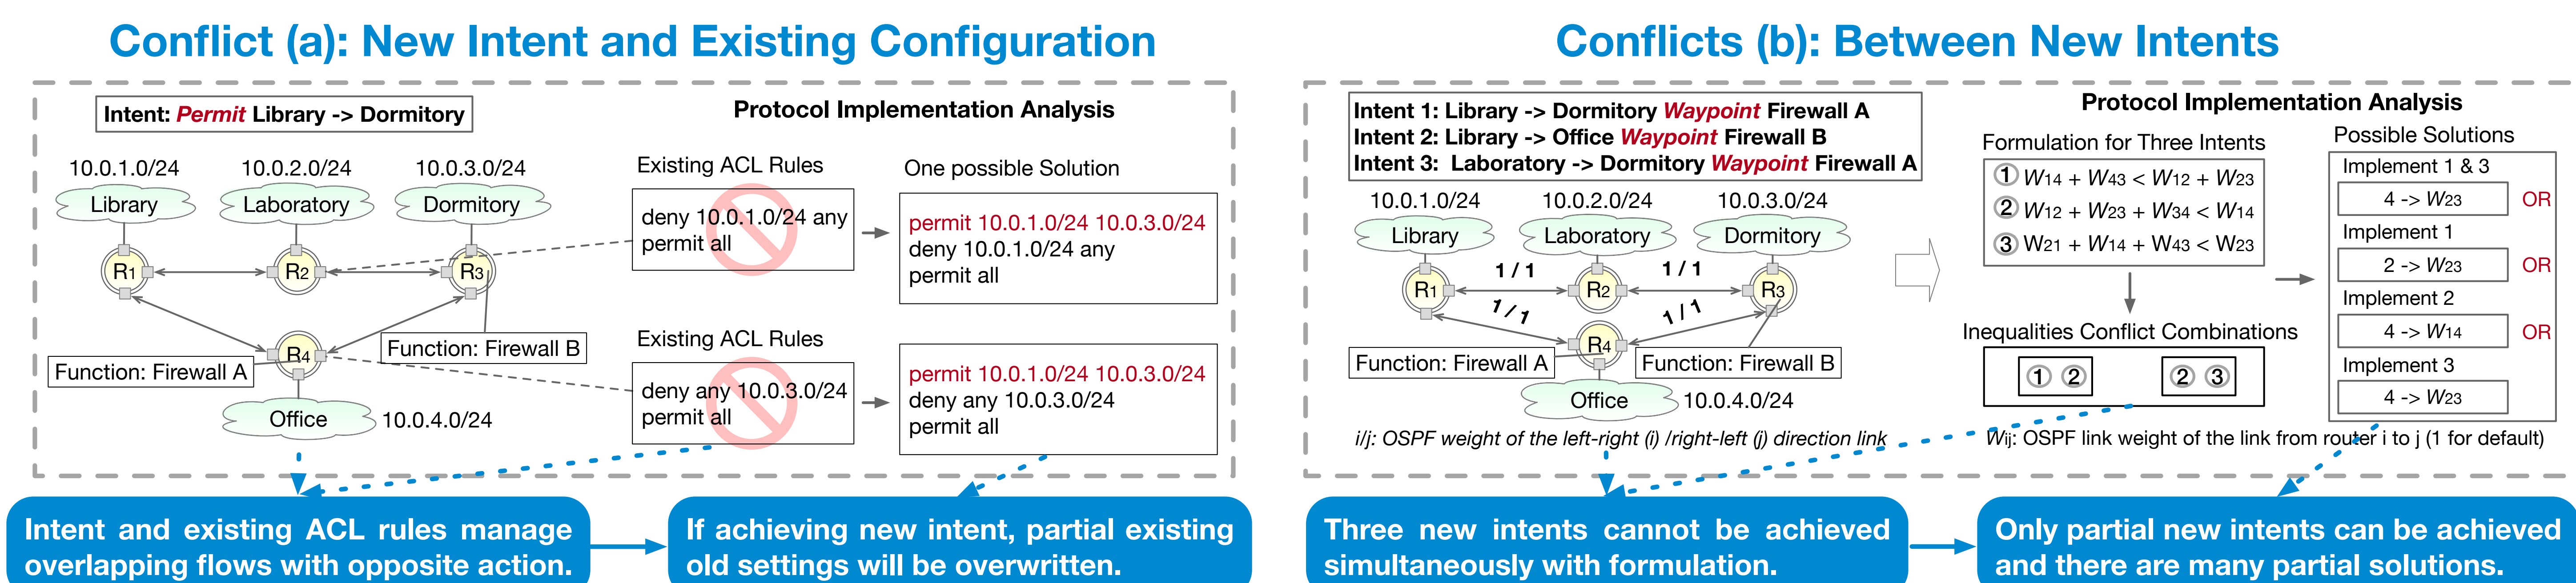 Conflict (a): New Intent and Existing Configuration
Intent: Permit Library -> Dormitory
Protocol Implementation Analysis
10.0.1.0/24
10.0.2.0/24
10.0.3.0/24
Library
Laboratory
Dormitory
R1
R2
R3
R4
Function: Firewall A
Function: Firewall B
Office
10.0.4.0/24
Existing ACL Rules
deny 10.0.1.0/24 any
permit all
One possible Solution
permit 10.0.1.0/24 10.0.3.0/24
deny 10.0.1.0/24 any
permit all
Existing ACL Rules
deny any 10.0.3.0/24
permit all
permit 10.0.1.0/24 10.0.3.0/24
deny any 10.0.3.0/24
permit all
Intent and existing ACL rules manage
overlapping flows with opposite action.
If achieving new intent, partial existing
old settings will be overwritten.
Conflicts (b): Between New Intents
Intent 1: Library -> Dormitory Waypoint Firewall A
Intent 2: Library -> Office Waypoint Firewall B
Intent 3: Laboratory -> Dormitory Waypoint Firewall A
10.0.1.0/24
10.0.2.0/24
10.0.3.0/24
Library
Laboratory
Dormitory
R1
1 / 1
R2
1 / 1
R3
1 / 1
1 / 1
R4
Function: Firewall A
Function: Firewall B
Office
10.0.4.0/24
i/j: OSPF weight of the left-right (i) /right-left (j) direction link
Protocol Implementation Analysis
Formulation for Three Intents
① W14 + W43 < W12 + W23
② W12 + W23 + W34 < W14
③ W21 + W14 + W43 < W23
Inequalities Conflict Combinations
① ②
② ③
Possible Solutions
Implement 1 & 3
4 -> W23
OR
Implement 1
2 -> W23
OR
Implement 2
4 -> W14
OR
Implement 3
4 -> W23
Wij: OSPF link weight of the link from router i to j (1 for default)
Three new intents cannot be achieved
simultaneously with formulation.
Only partial new intents can be achieved
and there are many partial solutions.